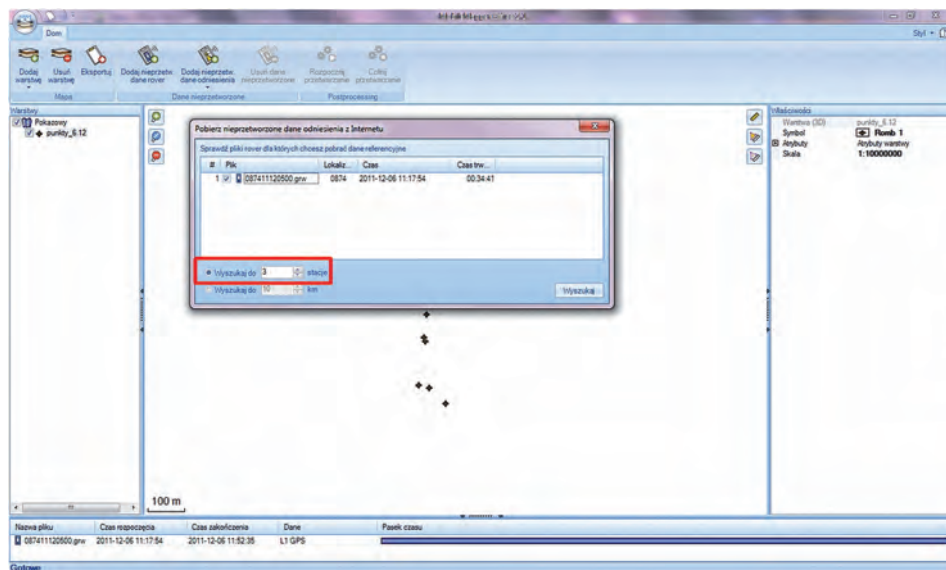 Dom
Styl
Dodaj warstwę
Usuń warstwę
Eksportuj
Dodaj nieprzetw. dane rover
Dodaj nieprzetw. dane odniesienia
Usuń dane nieprzetworzone
Rozpocznij przetwarzanie
Cofnij przetwarzanie
Mapa
Dane nieprzetworzone
Postprocessing
Warstwy
Pokazowy
punkty_6.12
Pobierz nieprzetworzone dane odniesienia z Internetu
Sprawdź pliki rover dla których chcesz pobrać dane referencyjne
# Plik Lokaliz... Czas Czas trw...
1 087411120500.grw 0874 2011-12-06 11:17:54 00:34:41
Wyszukaj do 3 stacje
Wyszukaj do 10 km
Wyszukaj
Właściwości
Warstwa (3D) punkty_6.12
Symbol Romb 1
Atrybuty Atrybuty warstwy
Skala 1:10000000
100 m
Nazwa pliku Czas rozpoczęcia Czas zakończenia Dane Pasek czasu
087411120500.grw 2011-12-06 11:17:54 2011-12-06 11:52:35 L1 GPS
Gotowe